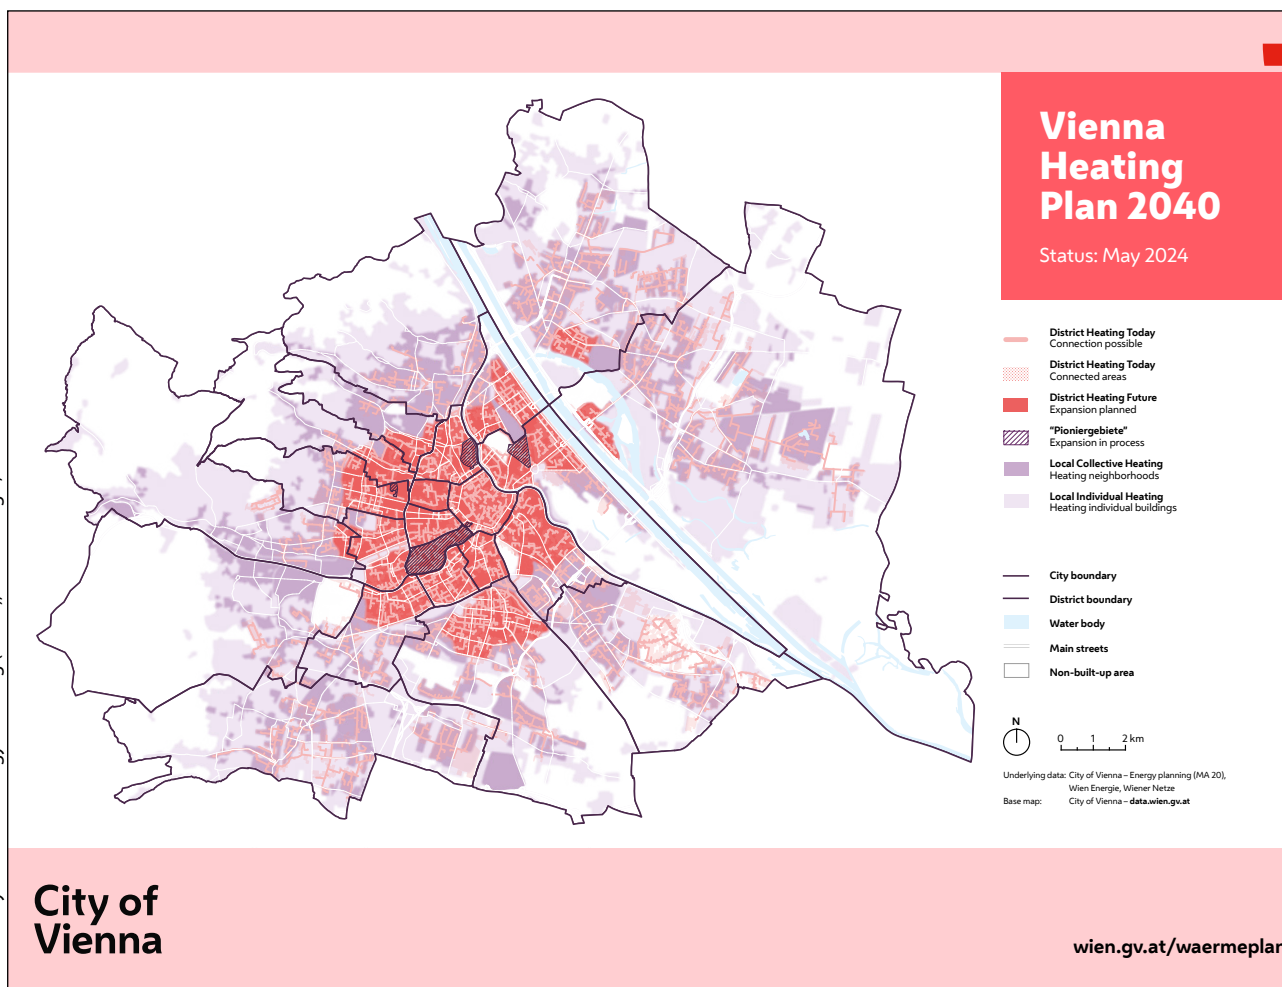 Vienna
Heating
Plan 2040
Status: May 2024
District Heating Today
Connection possible
District Heating Today
Connected areas
District Heating Future
Expansion planned
"Pioniergebiete"
Expansion in process
Local Collective Heating
Heating neighborhoods
Local Individual Heating
Heating individual buildings
City boundary
District boundary
Water body
Main streets
Non-built-up area
N
0 1 2 km
Underlying data: City of Vienna – Energy planning (MA 20),
Wien Energie, Wiener Netze
Base map: City of Vienna – data.wien.gv.at
City of
Vienna
wien.gv.at/waermeplan